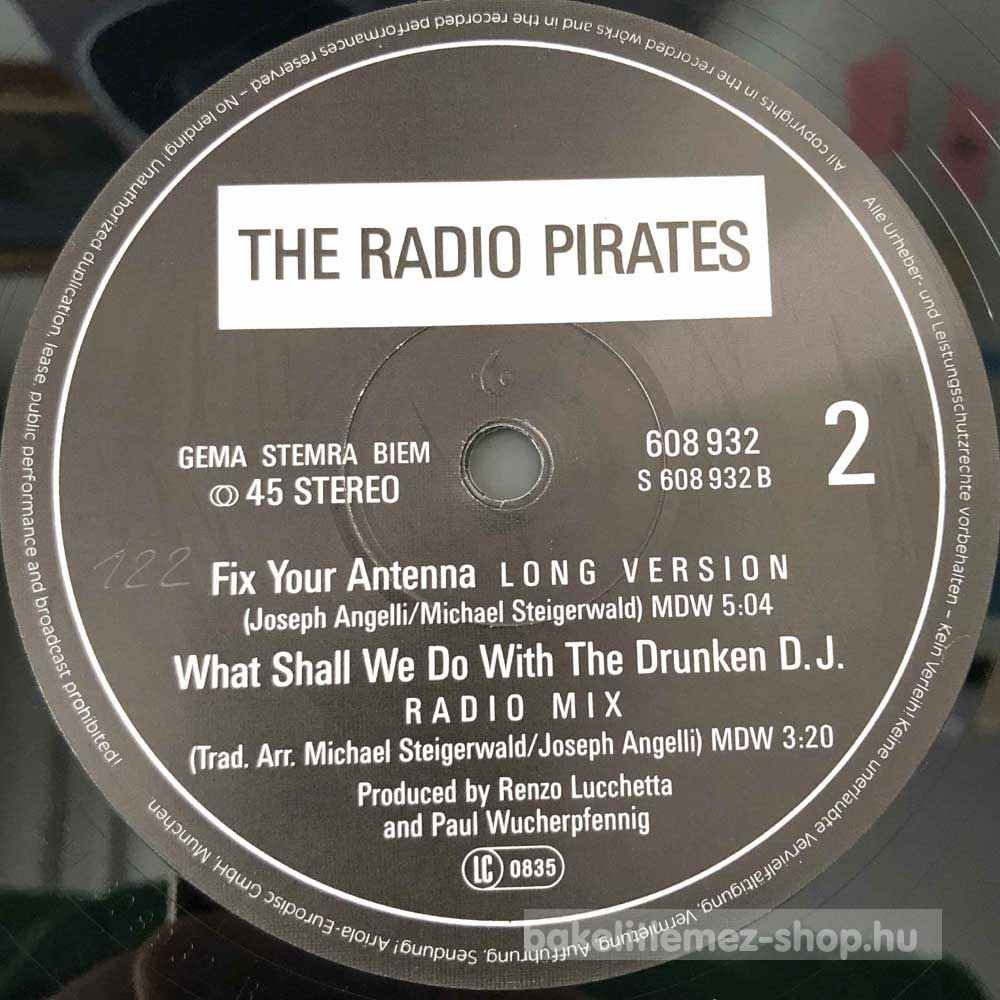 THE RADIO PIRATES
GEMA STEMRA BIEM
45 STEREO
608 932
S 608 932 B
2
122
Fix Your Antenna LONG VERSION
(Joseph Angelli/Michael Steigerwald) MDW 5:04
What Shall We Do With The Drunken D.J.
RADIO MIX
(Trad. Arr. Michael Steigerwald/Joseph Angelli) MDW 3:20
Produced by Renzo Lucchetta
and Paul Wucherpfennig
LC 0835
Alle Urheber- und Leistungsschutzrechte vorbehalten – Kein Verleih! Keine unerlaubte Vervielfältigung, Vermietung, Aufführung, Sendung! Ariola-Eurodisc GmbH, München
All copyrights in the recorded works and in the recorded performances reserved – No lending! Unauthorized duplication, lease, public performance and broadcast prohibited!
bakelitlemez-shop.hu